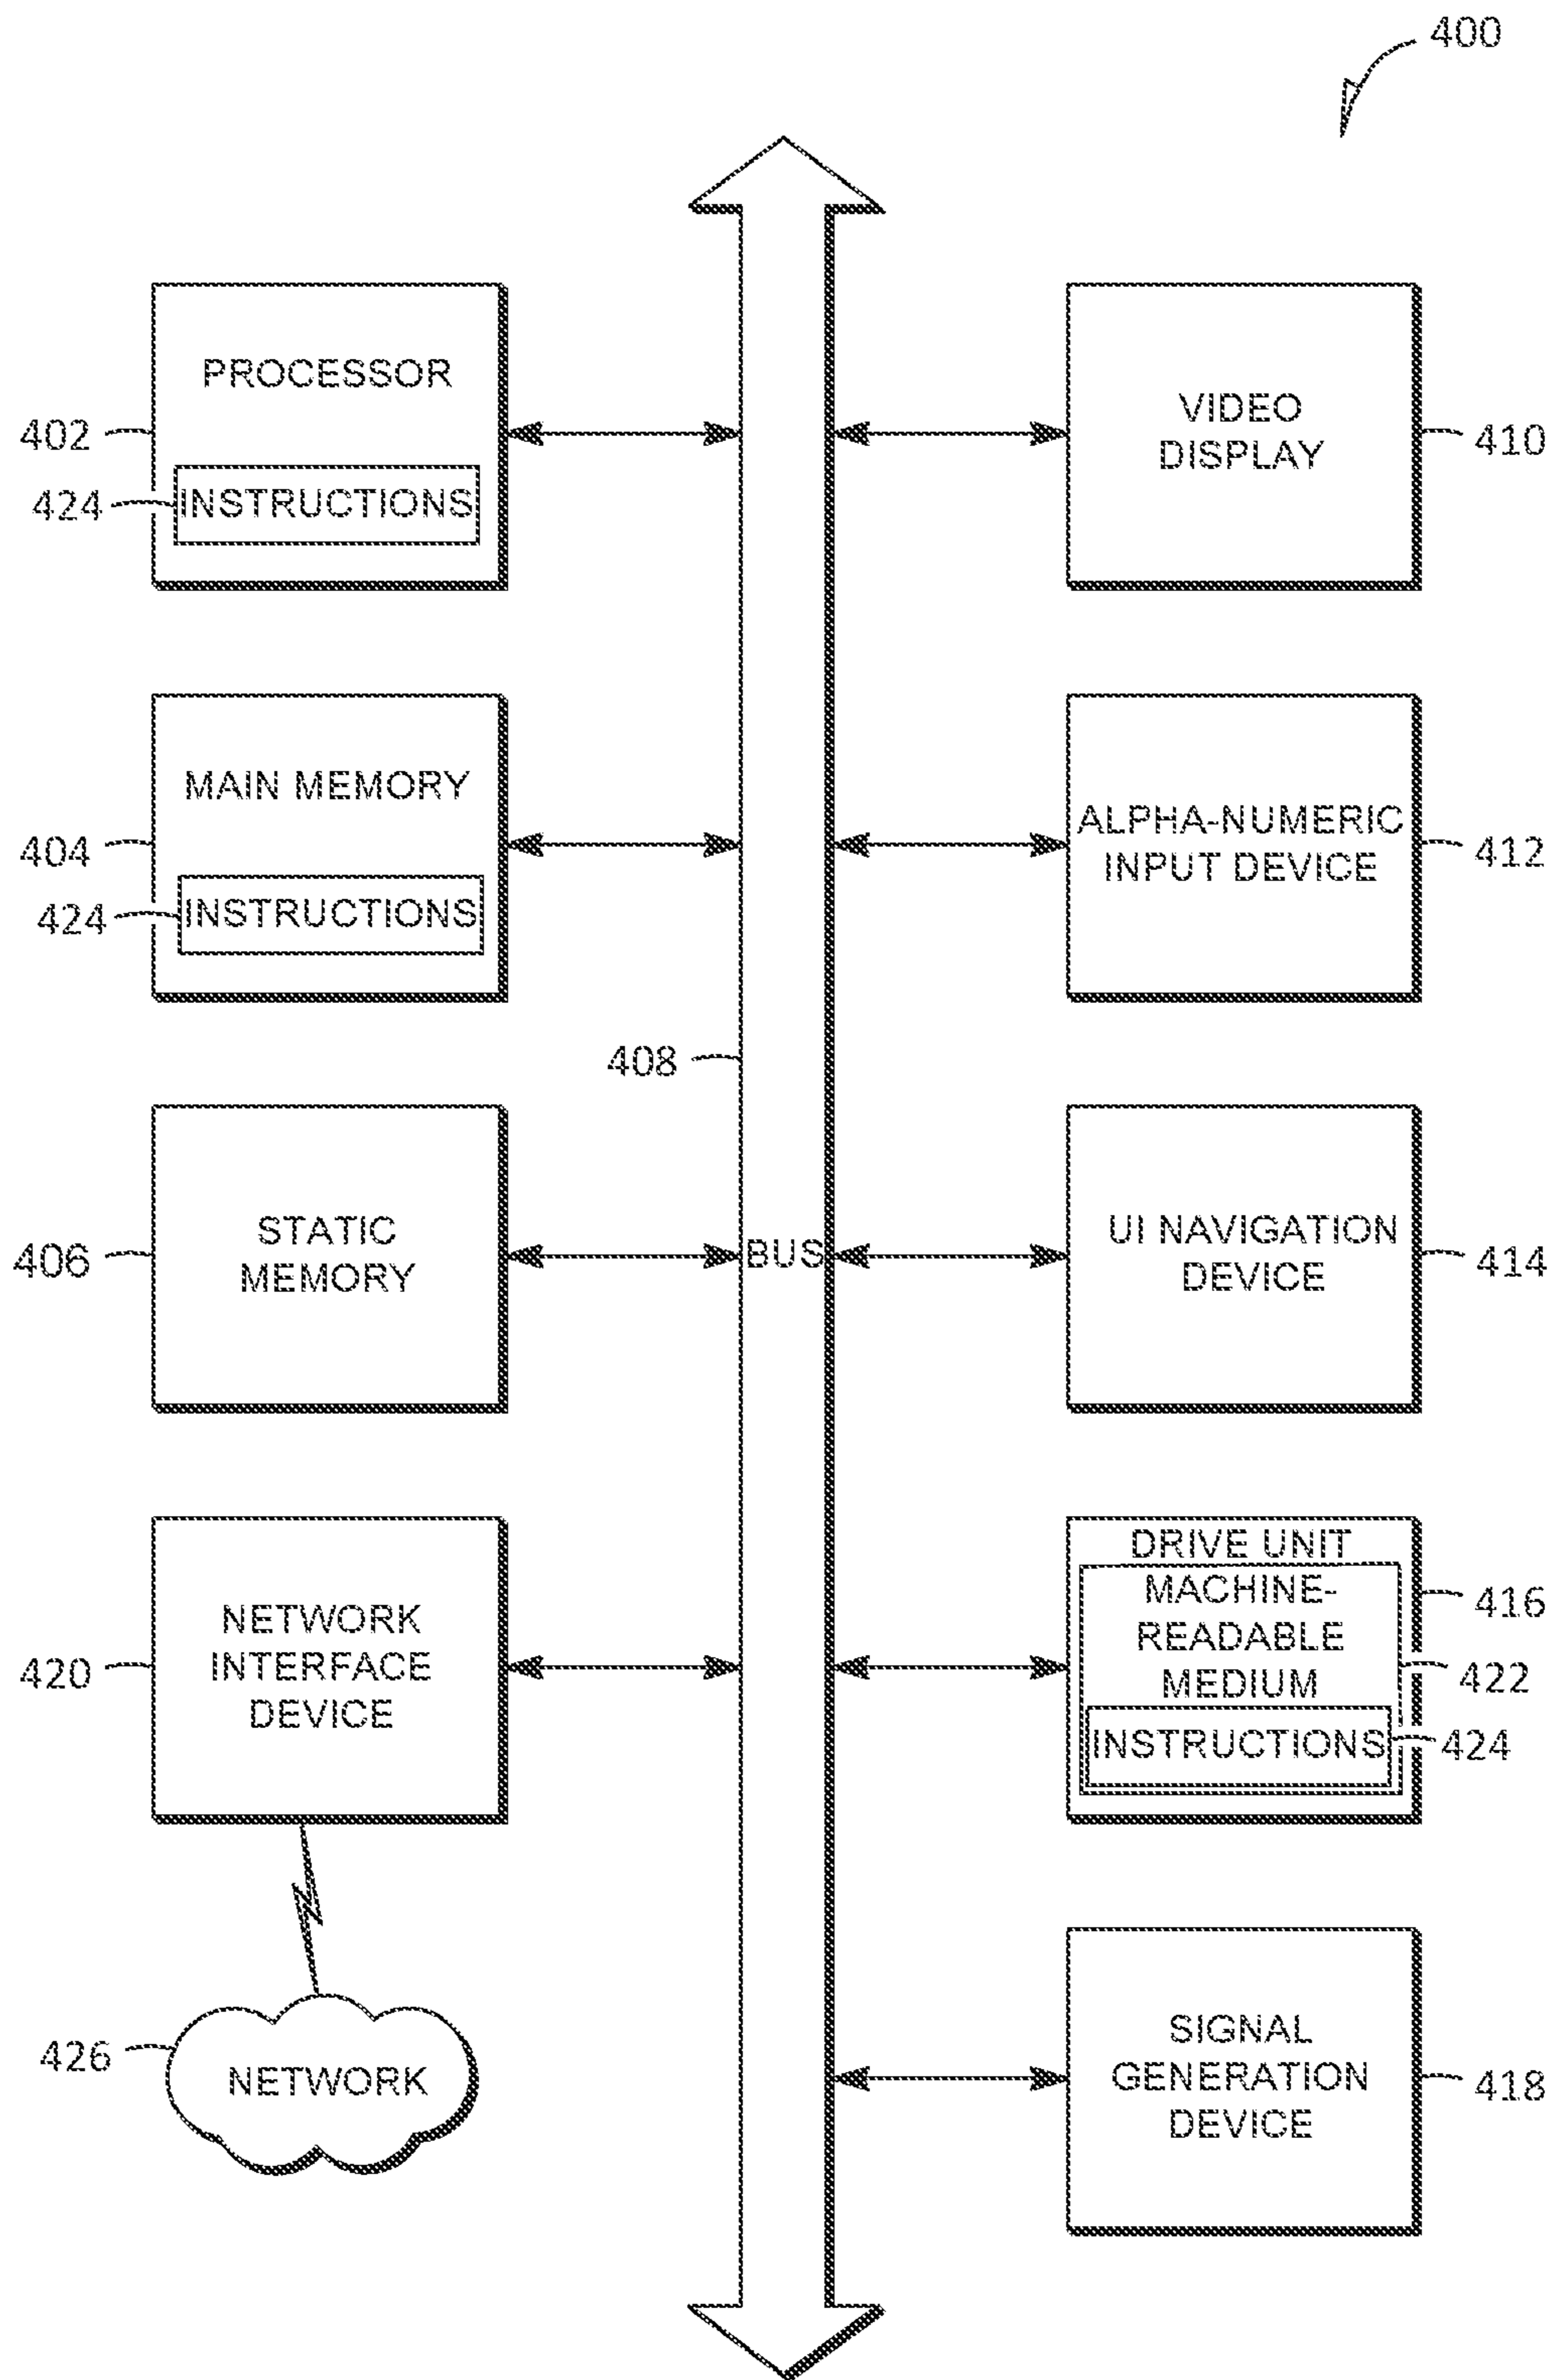 400
PROCESSOR
402
424
INSTRUCTIONS
VIDEO
DISPLAY
410
MAIN MEMORY
404
424
INSTRUCTIONS
ALPHA-NUMERIC
INPUT DEVICE
412
408
STATIC
MEMORY
406
BUS
UI NAVIGATION
DEVICE
414
NETWORK
INTERFACE
DEVICE
420
DRIVE UNIT
MACHINE-
READABLE
MEDIUM
416
422
INSTRUCTIONS
424
426
NETWORK
SIGNAL
GENERATION
DEVICE
418